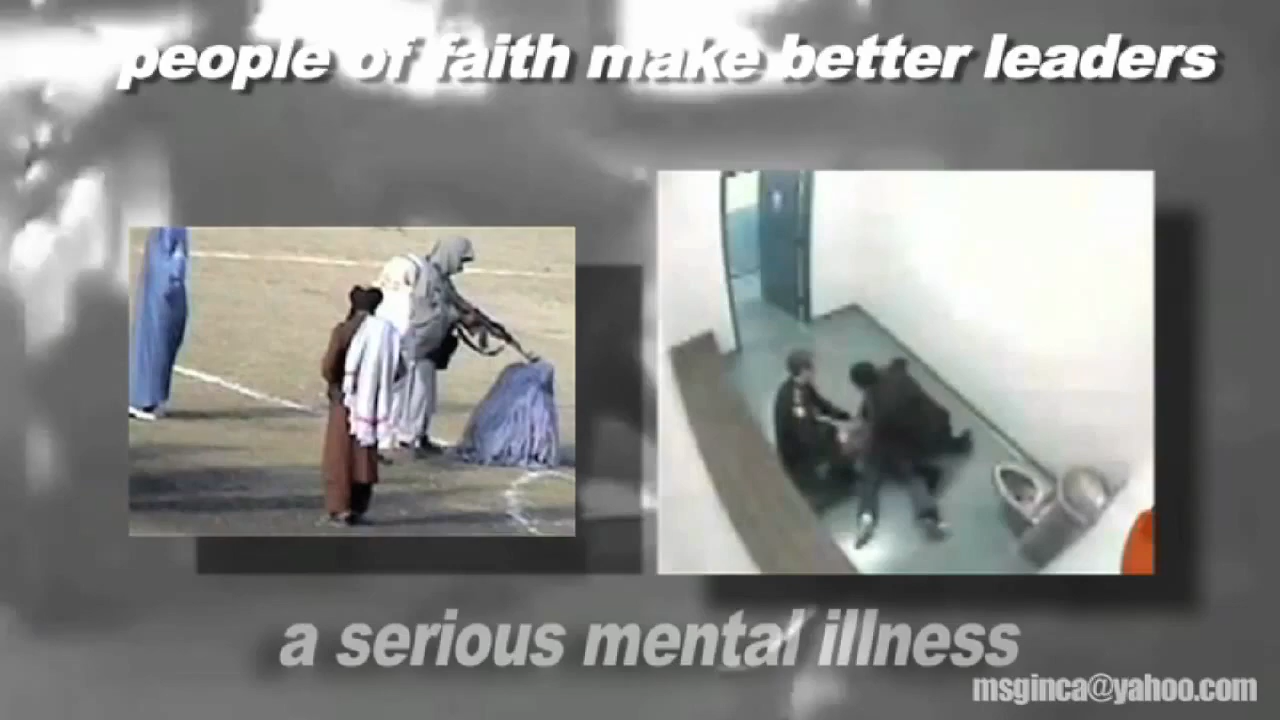 people of faith make better leaders
a serious mental illness
msginca@yahoo.com